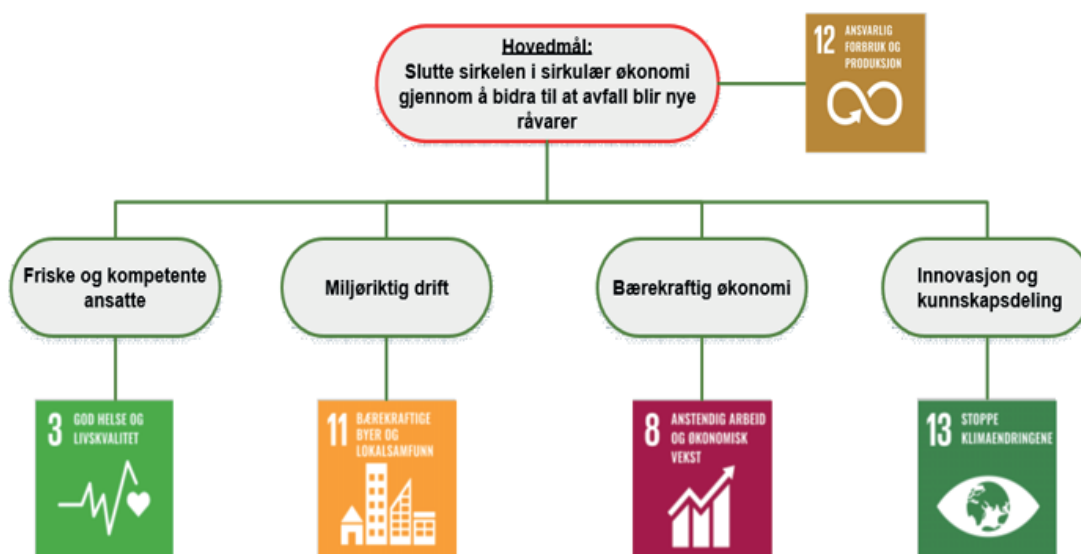 Hovedmål:
Slutte sirkelen i sirkulær økonomi
gjennom å bidra til at avfall blir nye
råvarer
12 ANSVARLIG
FORBRUK OG
PRODUKSJON
Friske og kompetente
ansatte
Miljøriktig drift
Bærekraftig økonomi
Innovasjon og
kunnskapsdeling
3 GOD HELSE OG
LIVSKVALITET
11 BÆREKRAFTIGE
BYER OG
LOKALSAMFUNN
8 ANSTENDIG ARBEID
OG ØKONOMISK
VEKST
13 STOPPE
KLIMAENDRINGENE